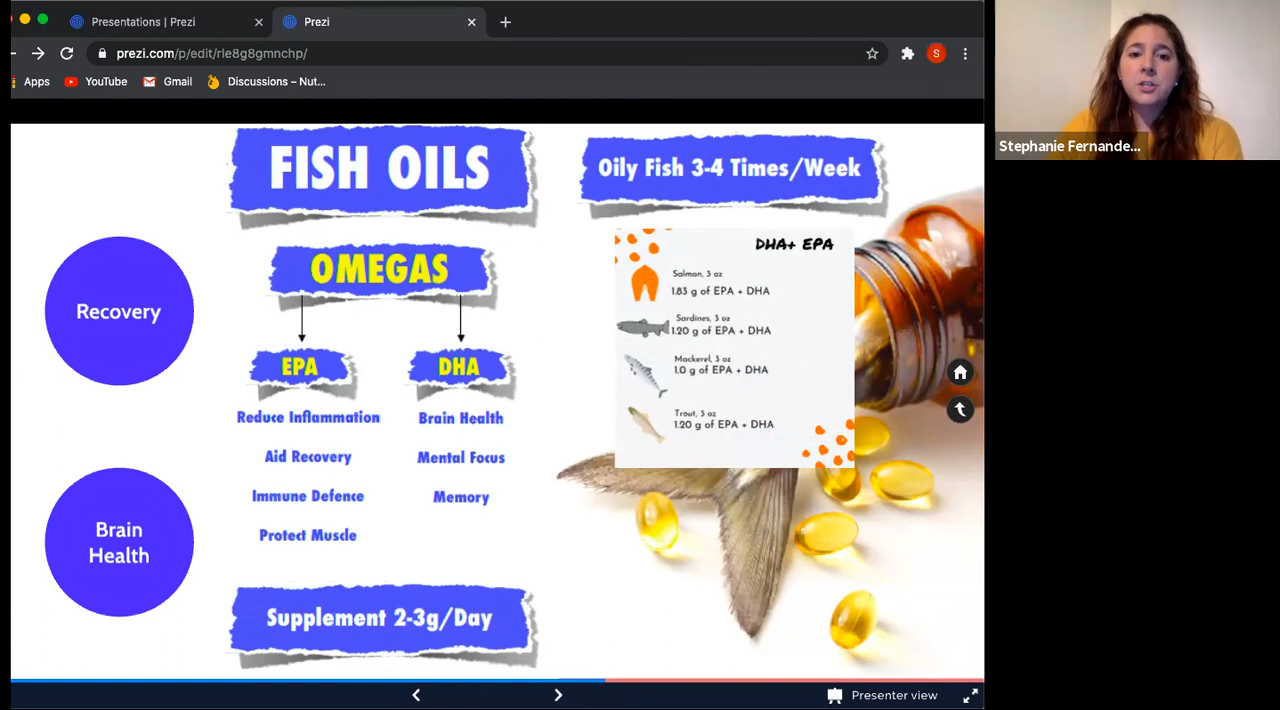 Presentations | Prezi
Prezi
prezi.com/p/edit/rle8g8gmnchp/
S
Apps
YouTube
Gmail
Discussions – Nut...
Stephanie Fernande...
FISH OILS
Oily Fish 3-4 Times/Week
OMEGAS
DHA+ EPA
Recovery
Salmon, 3 oz
1.83 g of EPA + DHA
Sardines, 3 oz
1.20 g of EPA + DHA
Mackerel, 3 oz
1.0 g of EPA + DHA
Trout, 3 oz
1.20 g of EPA + DHA
EPA
DHA
Reduce Inflammation
Brain Health
Aid Recovery
Mental Focus
Immune Defence
Memory
Protect Muscle
Brain
Health
Supplement 2-3g/Day
Presenter view